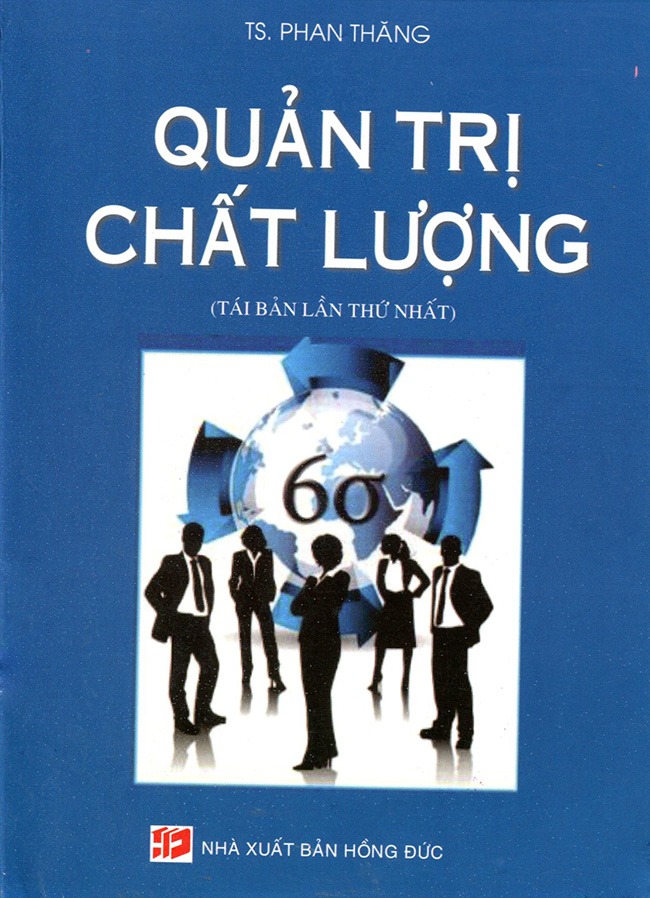 TS. PHAN THĂNG
QUẢN TRỊ
CHẤT LƯỢNG
(TÁI BẢN LẦN THỨ NHẤT)
6σ
NHÀ XUẤT BẢN HỒNG ĐỨC